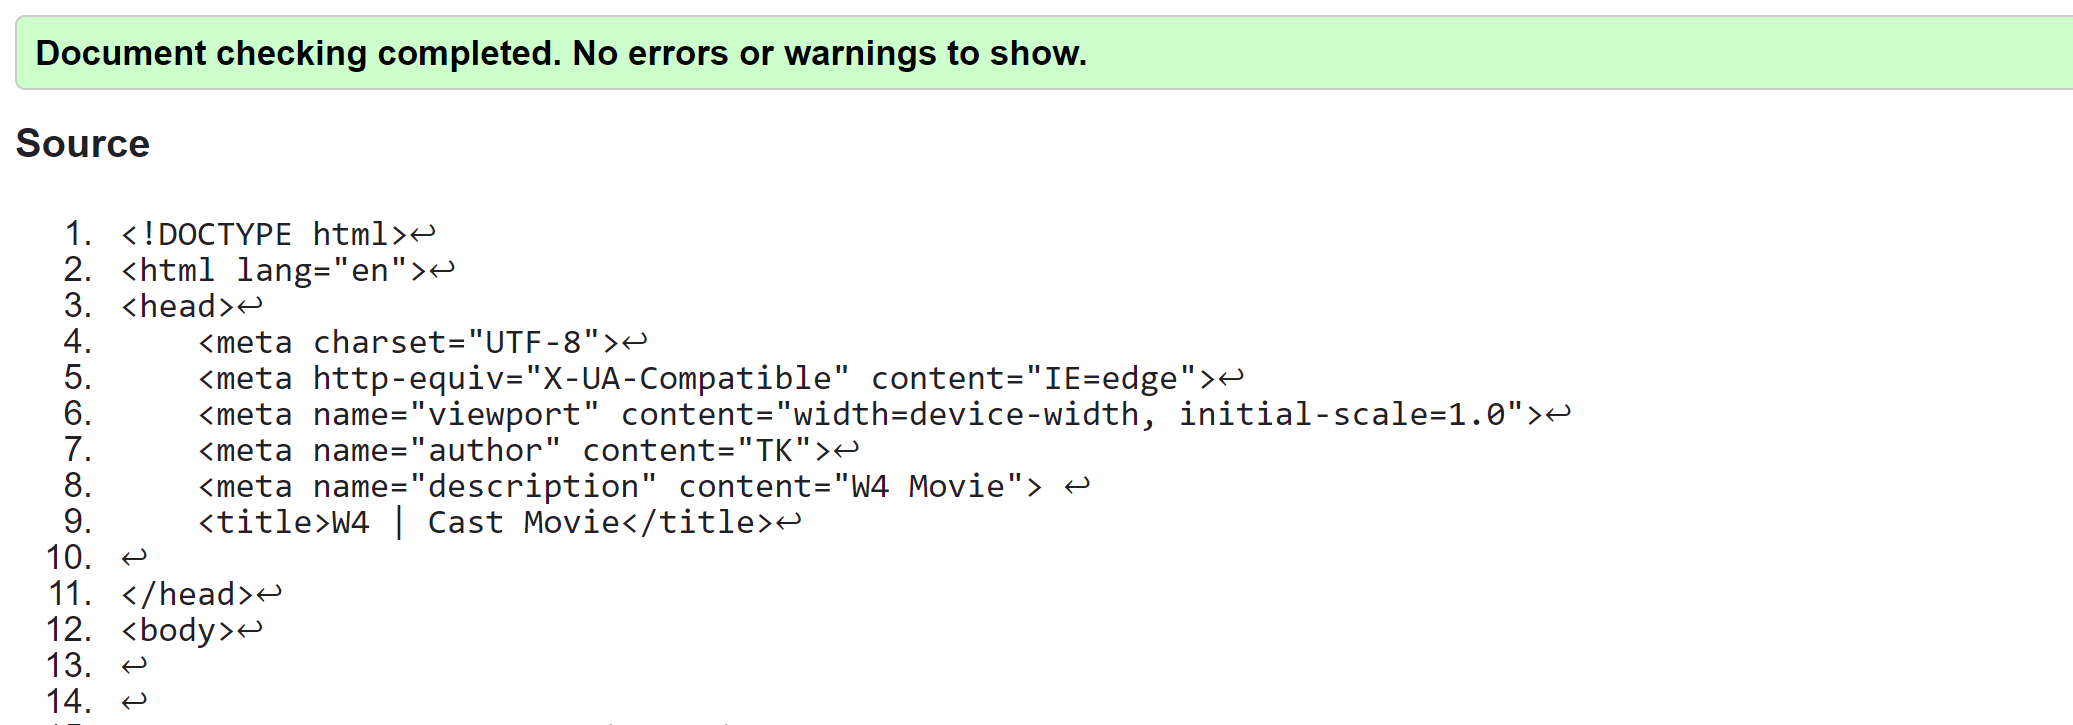 Document checking completed. No errors or warnings to show.
Source
1. <!DOCTYPE html>↩
2. <html lang="en">↩
3. <head>↩
4.     <meta charset="UTF-8">↩
5.     <meta http-equiv="X-UA-Compatible" content="IE=edge">↩
6.     <meta name="viewport" content="width=device-width, initial-scale=1.0">↩
7.     <meta name="author" content="TK">↩
8.     <meta name="description" content="W4 Movie"> ↩
9.     <title>W4 | Cast Movie</title>↩
10. ↩
11. </head>↩
12. <body>↩
13. ↩
14. ↩